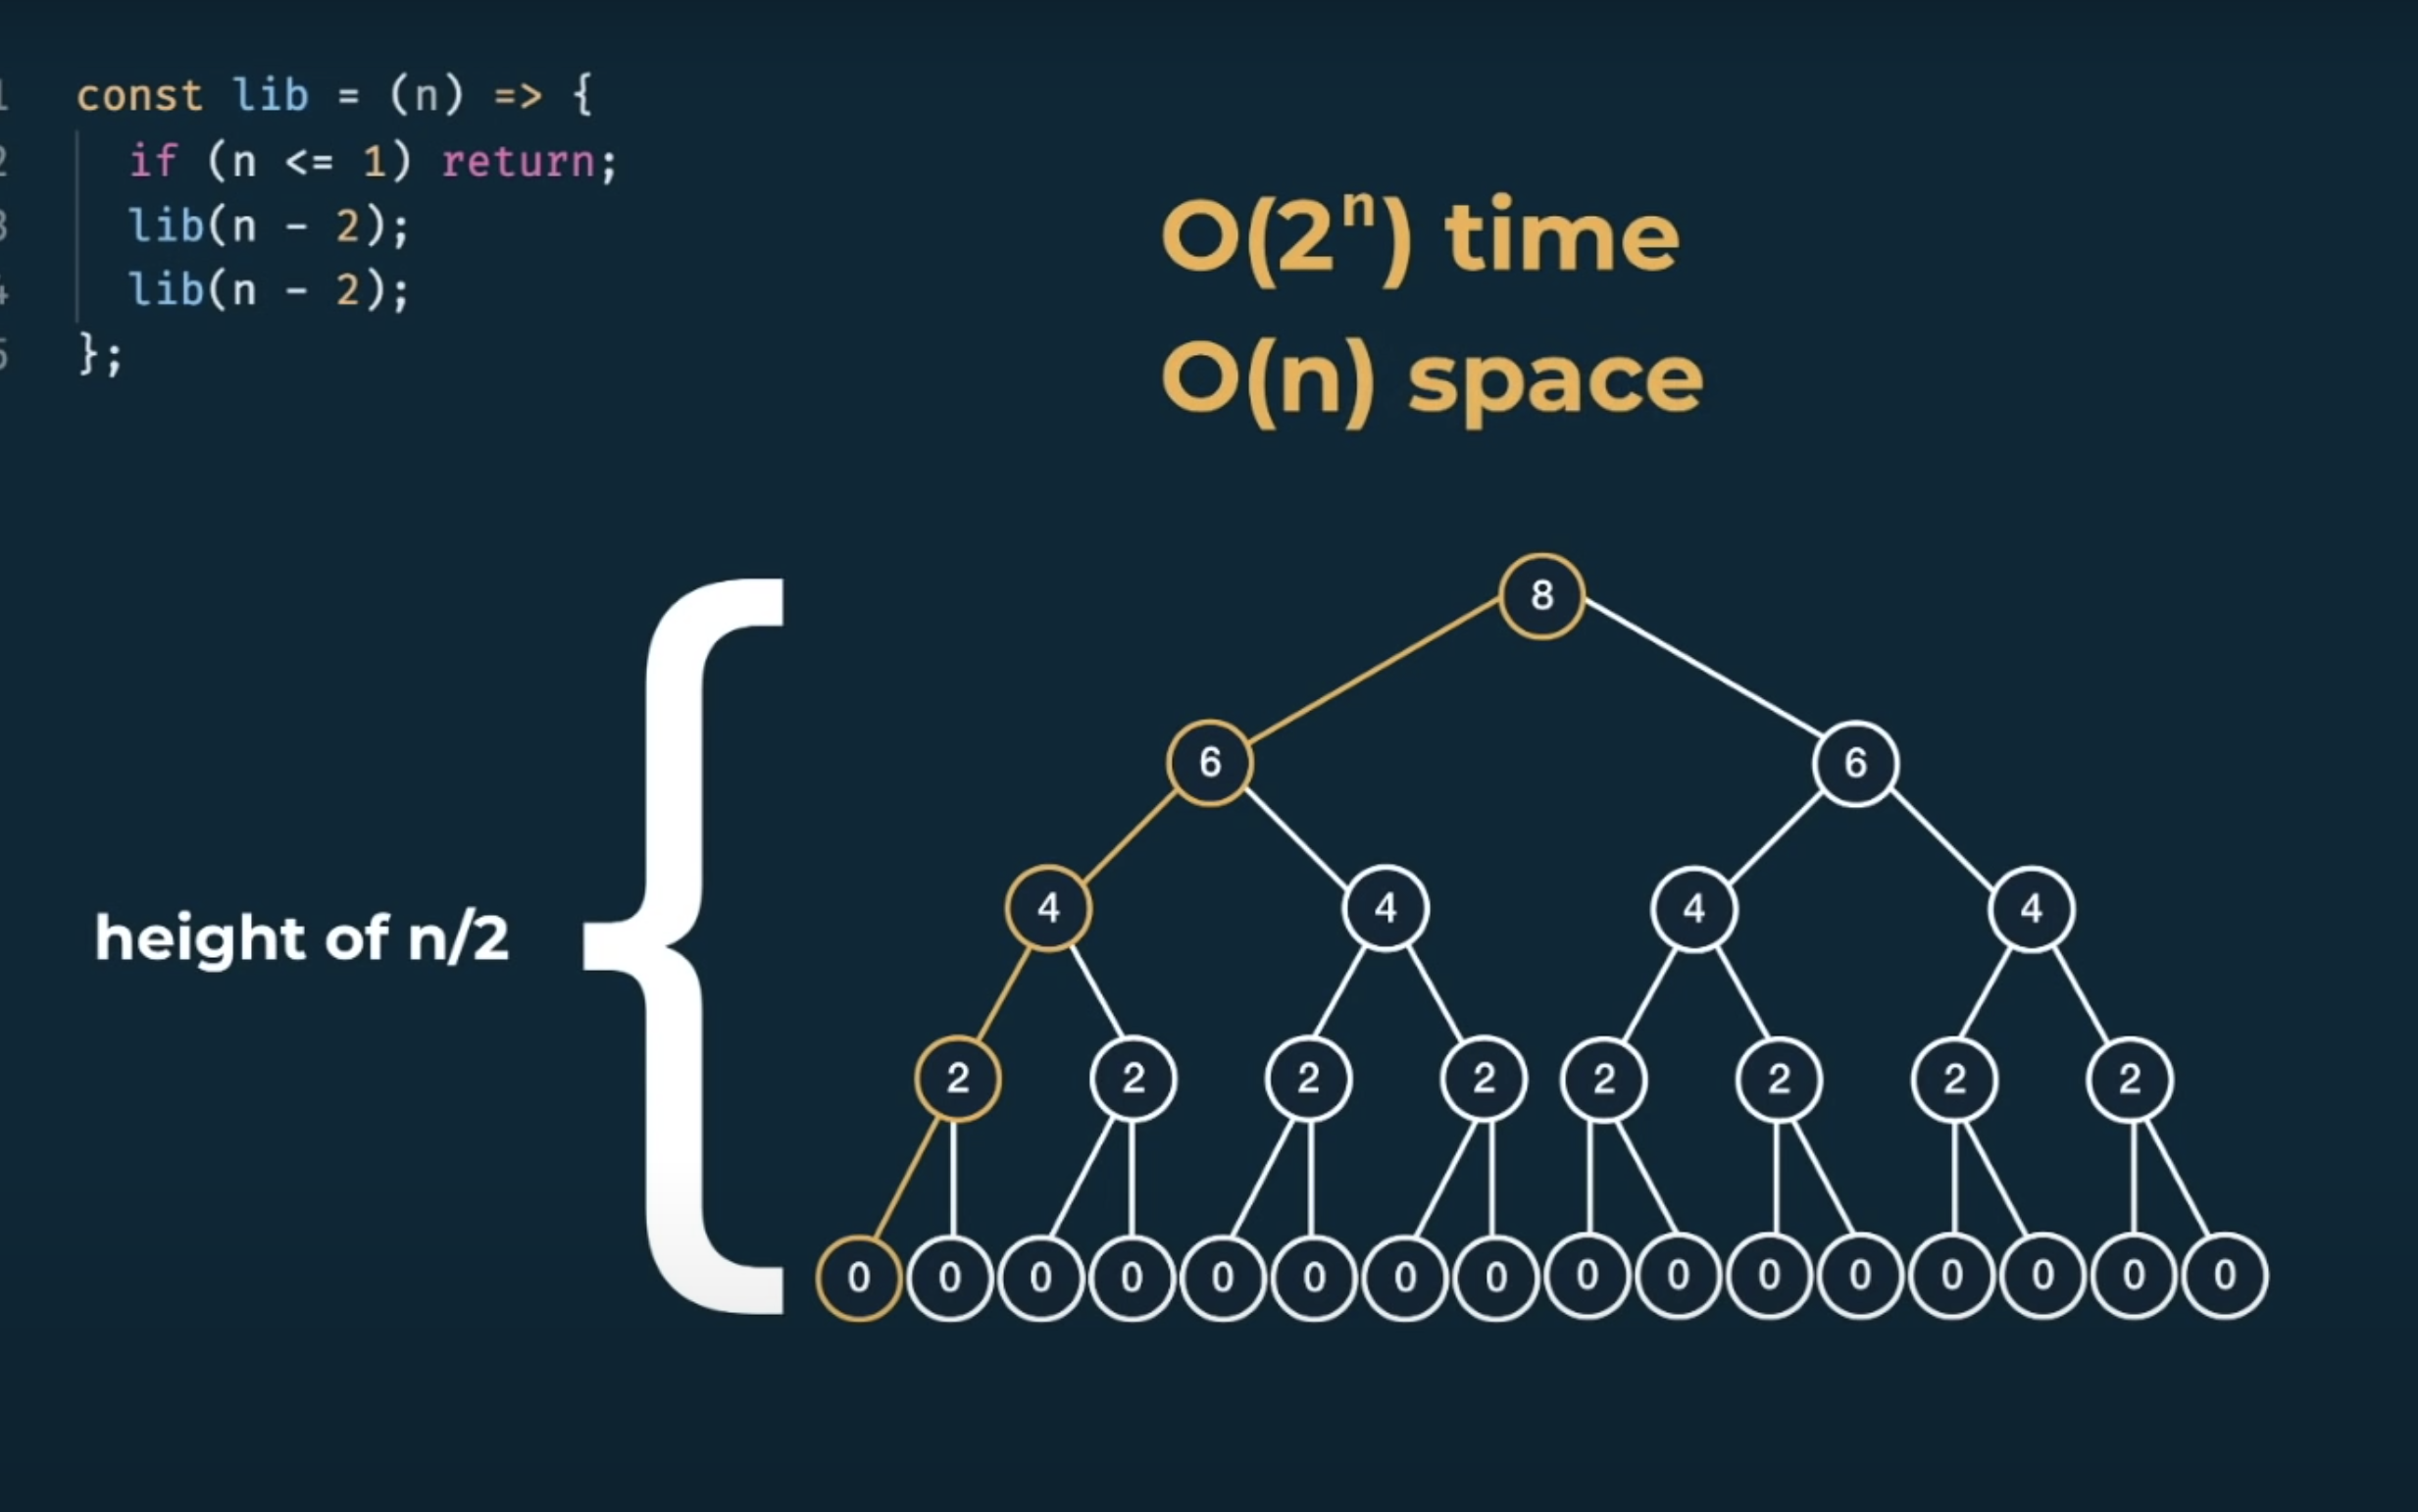 1 const lib = (n) => {
2 if (n <= 1) return;
3 lib(n - 2);
4 lib(n - 2);
5 };
O(2ⁿ) time
O(n) space
8
6 6
4 4 4 4
height of n/2
2 2 2 2 2 2 2 2
0 0 0 0 0 0 0 0 0 0 0 0 0 0 0 0